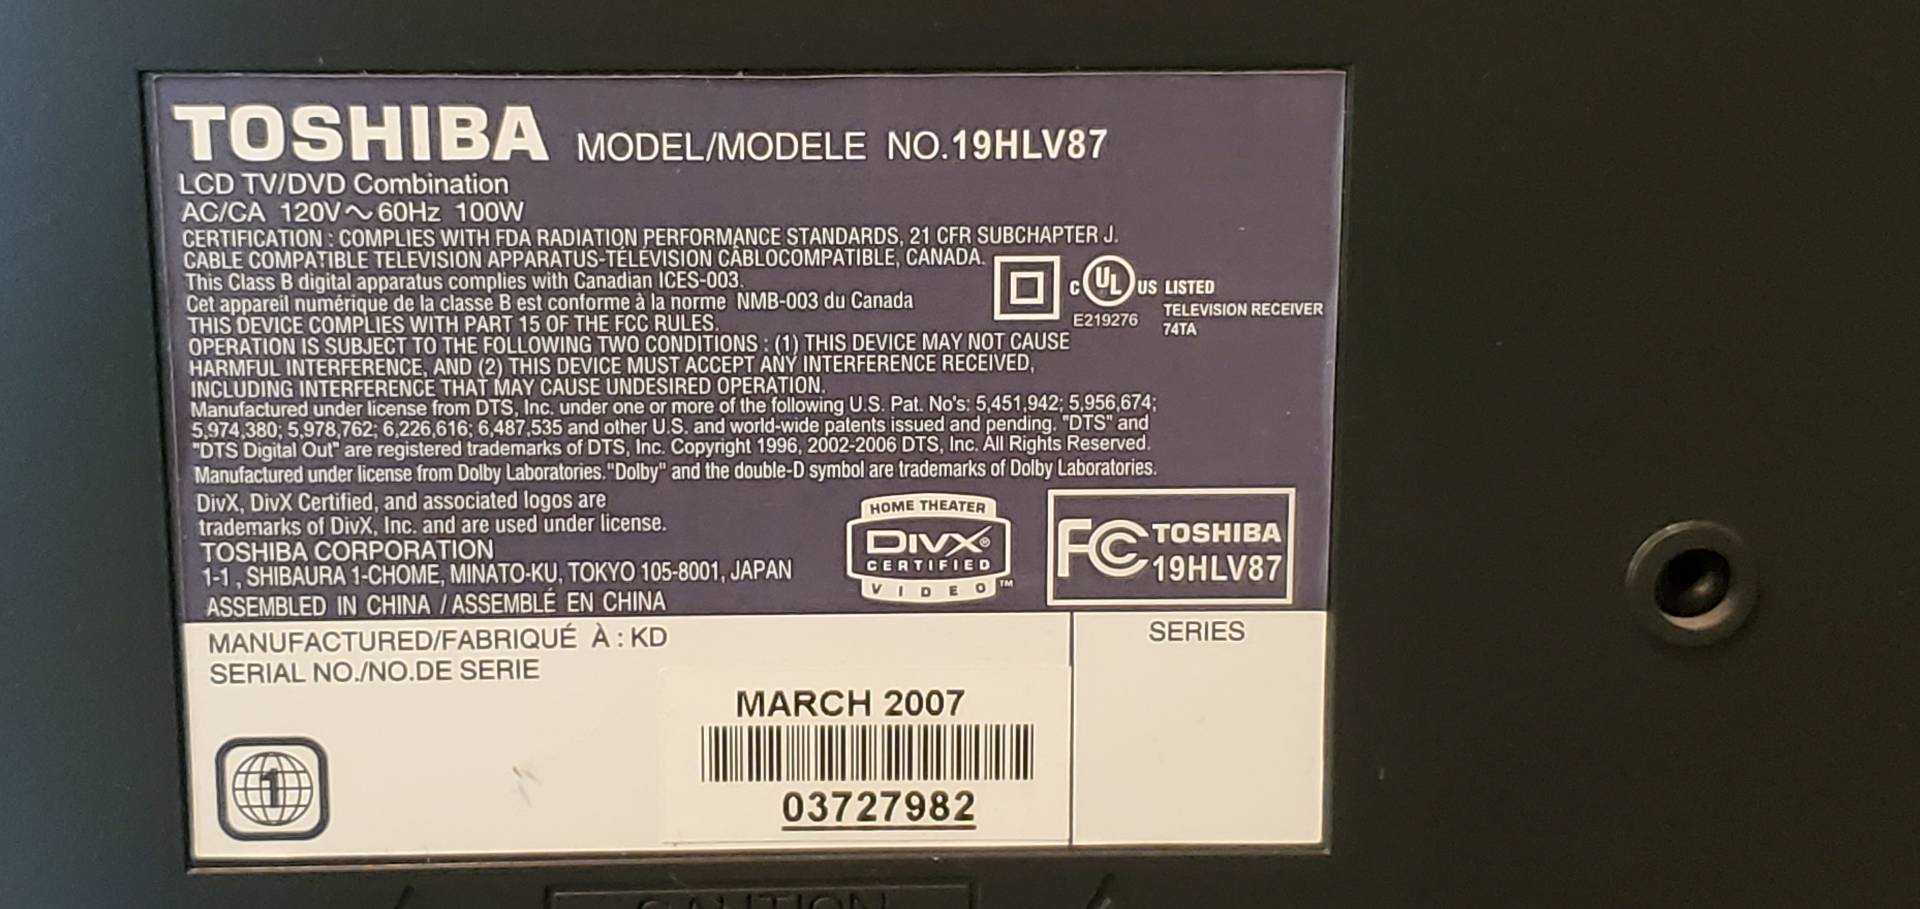 TOSHIBA MODEL/MODELE NO.19HLV87
LCD TV/DVD Combination
AC/CA 120V~60Hz 100W
CERTIFICATION : COMPLIES WITH FDA RADIATION PERFORMANCE STANDARDS, 21 CFR SUBCHAPTER J.
CABLE COMPATIBLE TELEVISION APPARATUS-TÉLÉVISION CÂBLOCOMPATIBLE, CANADA.
This Class B digital apparatus complies with Canadian ICES-003.
Cet appareil numérique de la classe B est conforme à la norme NMB-003 du Canada
THIS DEVICE COMPLIES WITH PART 15 OF THE FCC RULES.
OPERATION IS SUBJECT TO THE FOLLOWING TWO CONDITIONS : (1) THIS DEVICE MAY NOT CAUSE
HARMFUL INTERFERENCE, AND (2) THIS DEVICE MUST ACCEPT ANY INTERFERENCE RECEIVED,
INCLUDING INTERFERENCE THAT MAY CAUSE UNDESIRED OPERATION.
C UL US LISTED
E219276
TELEVISION RECEIVER
74TA
Manufactured under license from DTS, Inc. under one or more of the following U.S. Pat. No's: 5,451,942; 5,956,674;
5,974,380; 5,978,762; 6,226,616; 6,487,535 and other U.S. and world-wide patents issued and pending. "DTS" and
"DTS Digital Out" are registered trademarks of DTS, Inc. Copyright 1996, 2002-2006 DTS, Inc. All Rights Reserved.
Manufactured under license from Dolby Laboratories. "Dolby" and the double-D symbol are trademarks of Dolby Laboratories.
DivX, DivX Certified, and associated logos are
trademarks of DivX, Inc. and are used under license.
TOSHIBA CORPORATION
1-1 , SHIBAURA 1-CHOME, MINATO-KU, TOKYO 105-8001, JAPAN
ASSEMBLED IN CHINA / ASSEMBLÉ EN CHINA
HOME THEATER
DIVX®
CERTIFIED
VIDEO™
FC TOSHIBA
19HLV87
MANUFACTURED/FABRIQUÉ À : KD
SERIAL NO./NO.DE SERIE
SERIES
MARCH 2007
03727982
1
CAUTION